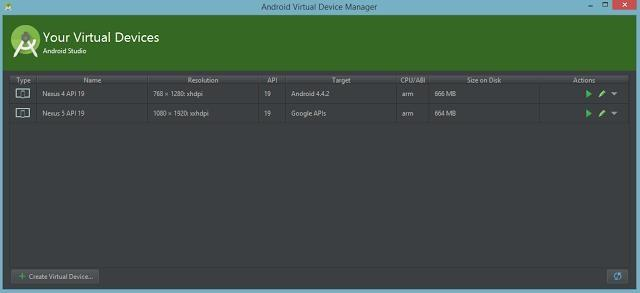 Android Virtual Device Manager
Your Virtual Devices
Android Studio
Type Name Resolution API Target CPU/ABI Size on Disk Actions
Nexus 4 API 19 768 × 1280: xhdpi 19 Android 4.4.2 arm 666 MB
Nexus 5 API 19 1080 × 1920: xxhdpi 19 Google APIs arm 664 MB
Create Virtual Device...